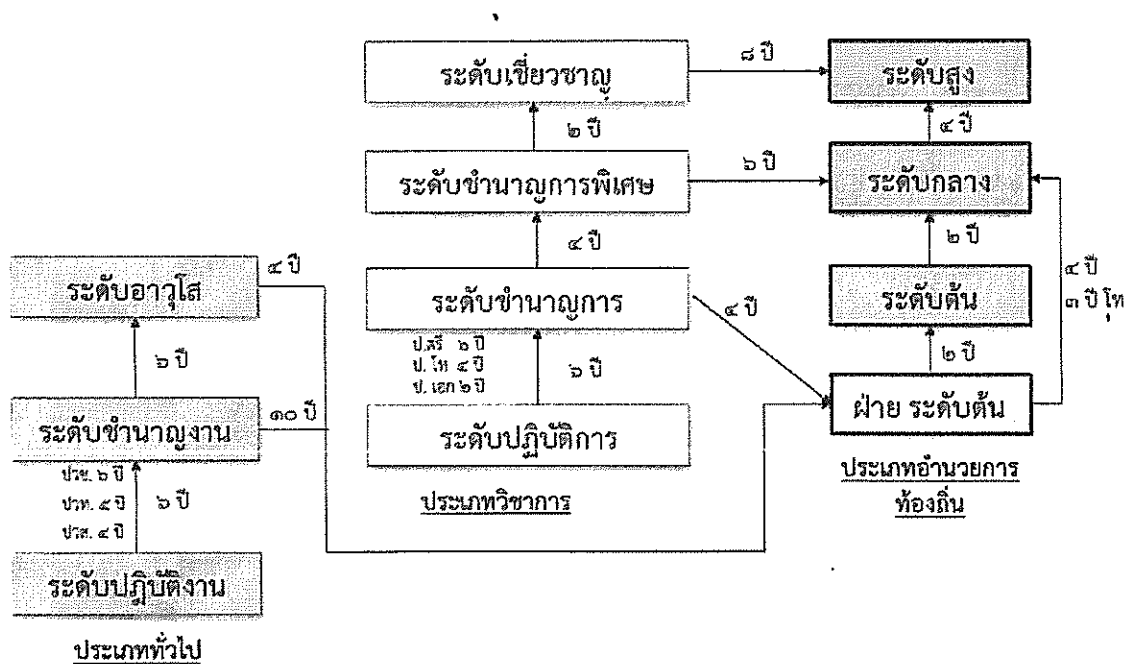 ระดับเชี่ยวชาญ
๘ ปี
ระดับสูง
๒ ปี
๔ ปี
ระดับชำนาญการพิเศษ
๖ ปี
ระดับกลาง
๔ ปี
๒ ปี
ระดับอาวุโส
๔ ปี
ระดับชำนาญการ
๔ ปี
ระดับต้น
๔ ปี
๓ ปี โท
๖ ปี
ป.ตรี ๖ ปี
ป. โท ๔ ปี
ป. เอก ๒ ปี
๖ ปี
๒ ปี
ระดับชำนาญงาน
๑๐ ปี
ระดับปฏิบัติการ
ฝ่าย ระดับต้น
ปวช. ๖ ปี
ปวท. ๕ ปี
ปวส. ๔ ปี
๖ ปี
ประเภทวิชาการ
ประเภทอำนวยการ
ท้องถิ่น
ระดับปฏิบัติงาน
ประเภททั่วไป